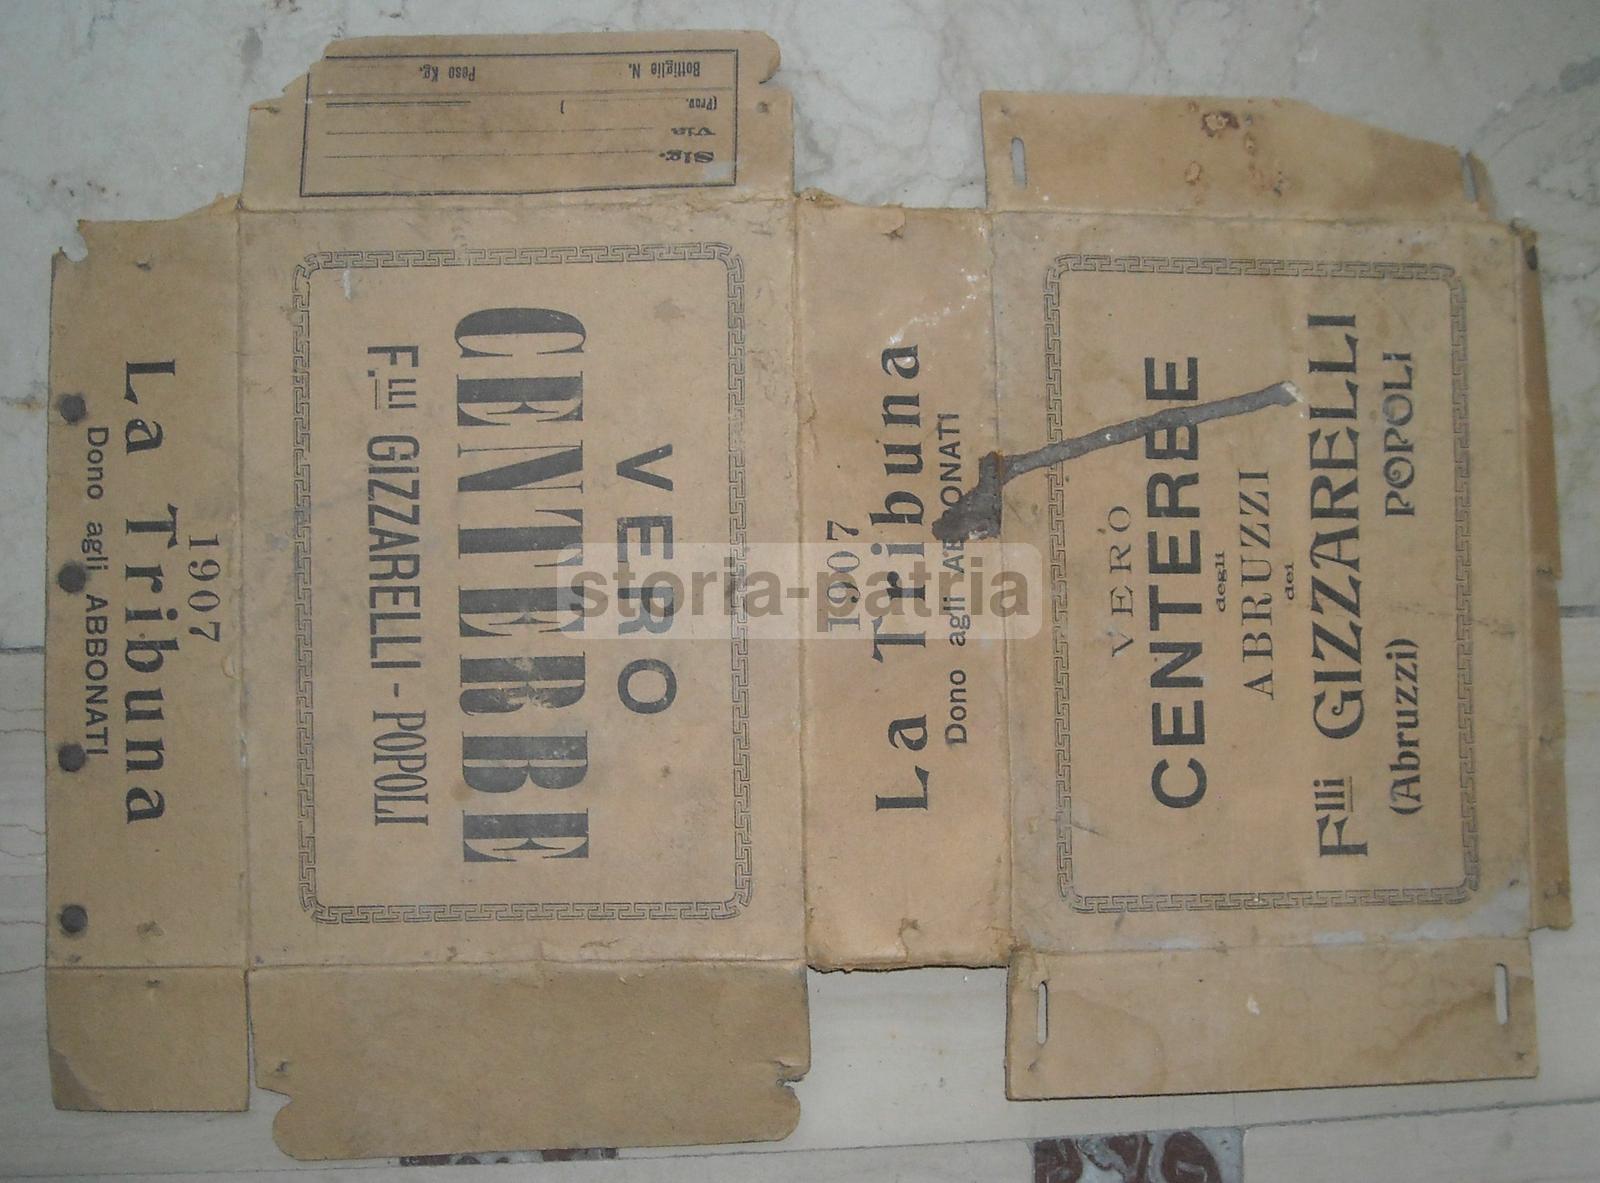 Sig.
Via
(Prov.                    )
Bottiglie N.          Peso Kg.
1907
La Tribuna
Dono agli ABBONATI
VERO
CENTERBE
F.lli GIZZARELLI - POPOLI
1907
La Tribuna
Dono agli ABBONATI
VERO
CENTERBE
degli
ABRUZZI
dei
Flli GIZZARELLI
(Abruzzi) POPOLI
storia-patria